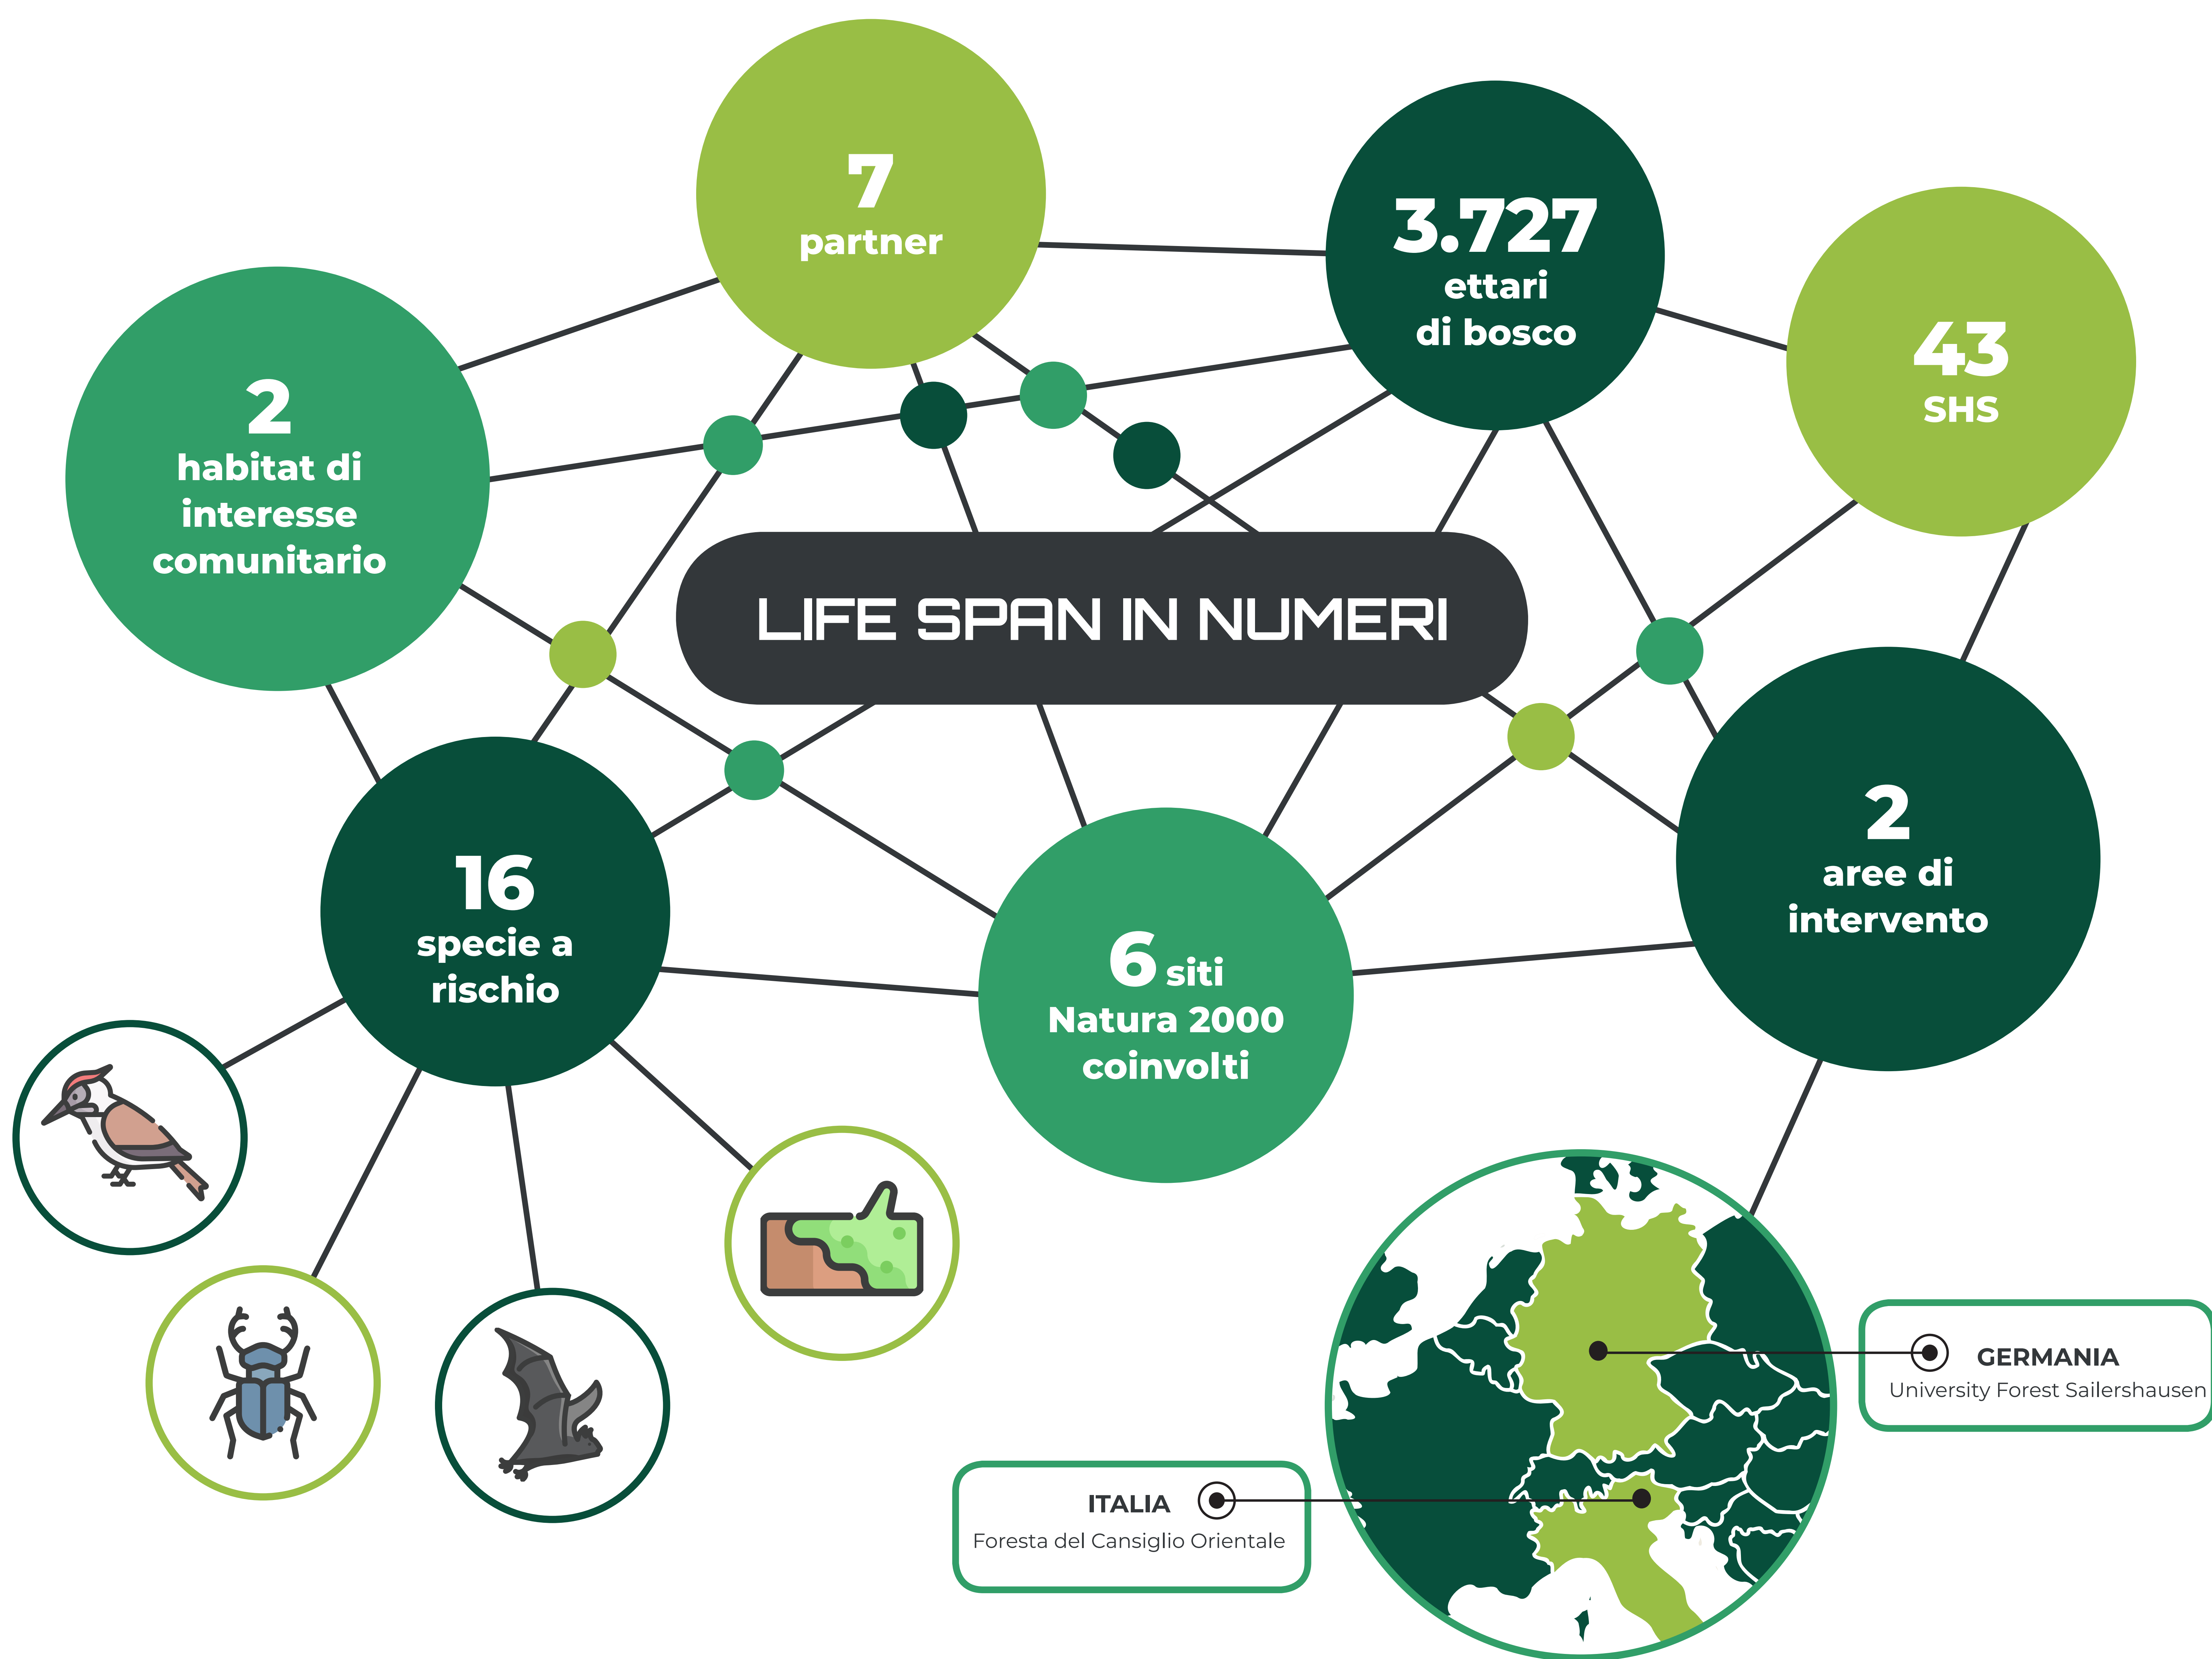 7
partner
3.727
ettari
di bosco
43
SHS
2
habitat di
interesse
comunitario
LIFE SPAN IN NUMERI
16
specie a
rischio
6 siti
Natura 2000
coinvolti
2
aree di
intervento
GERMANIA
University Forest Sailershausen
ITALIA
Foresta del Cansiglio Orientale